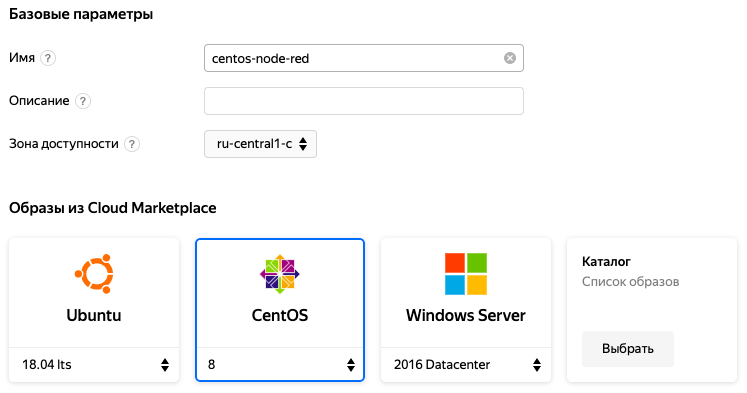 Базовые параметры
Имя ?
centos-node-red
Описание ?
Зона доступности ?
ru-central1-c
Образы из Cloud Marketplace
Ubuntu
18.04 lts
CentOS
8
Windows Server
2016 Datacenter
Каталог
Список образов
Выбрать